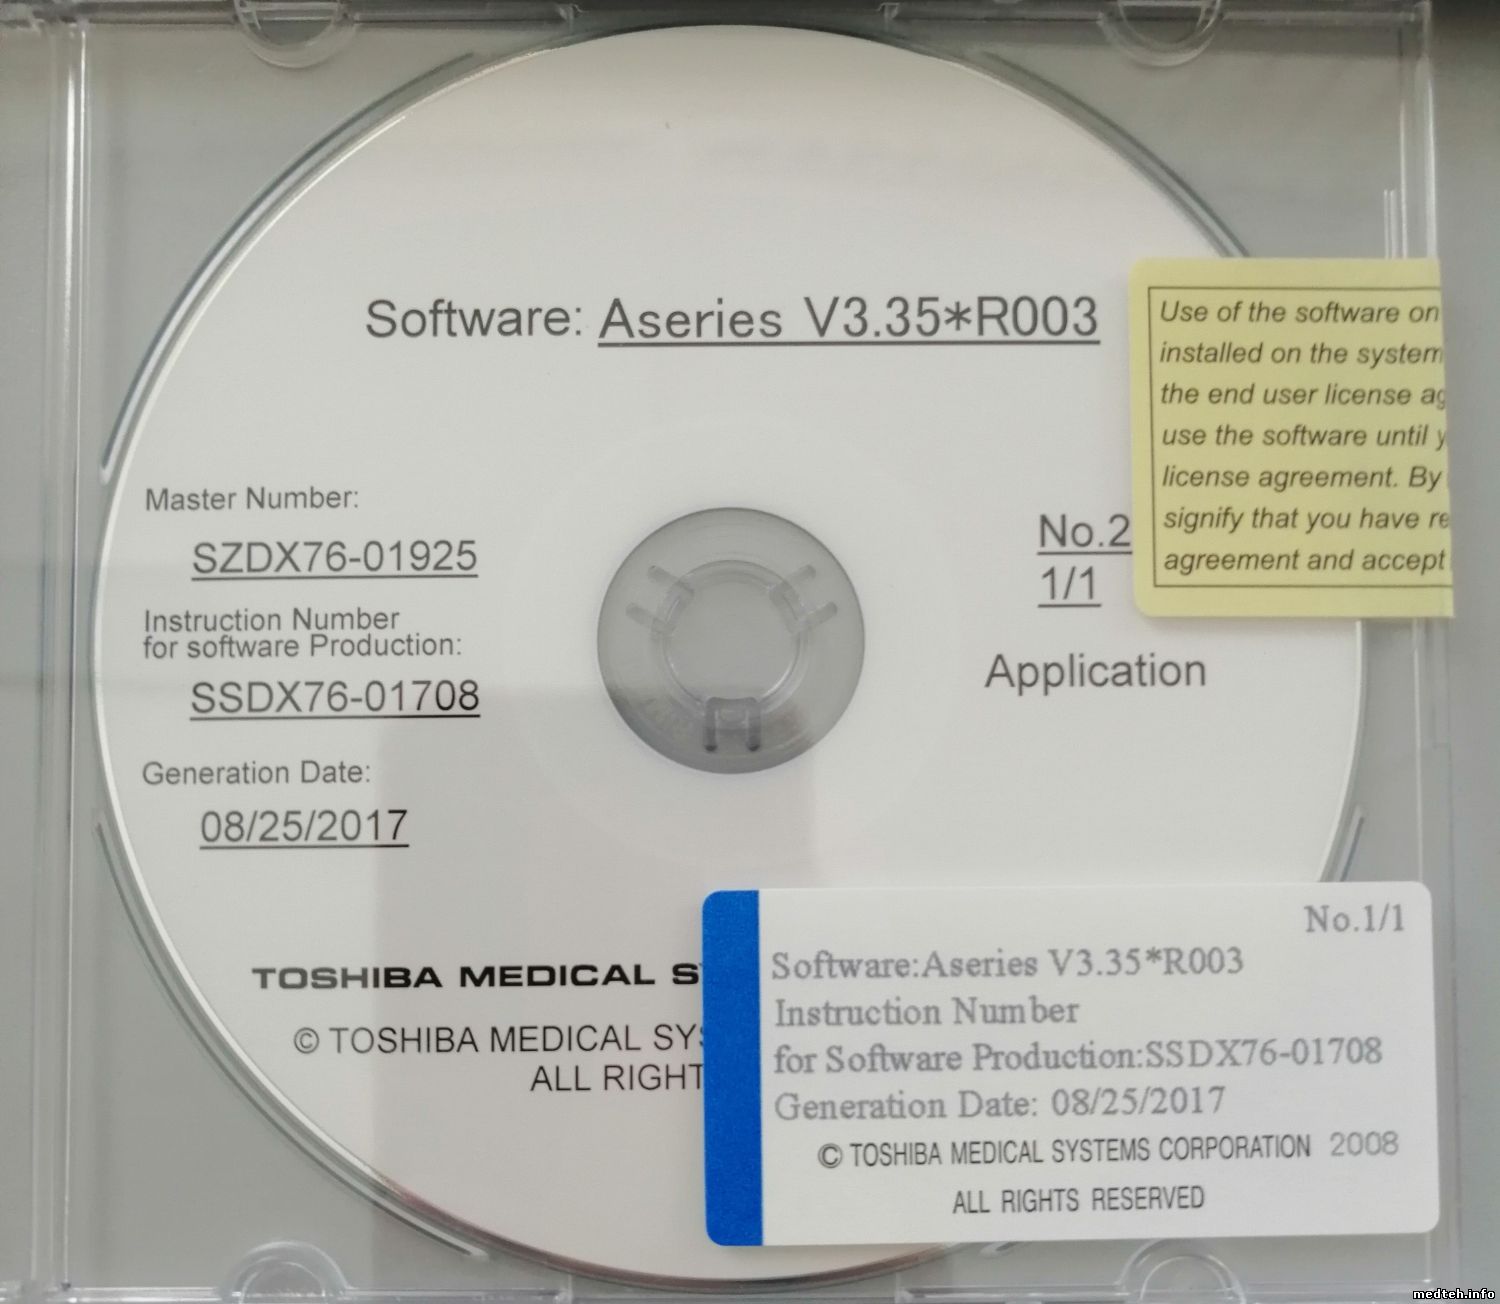 Software: Aseries V3.35*R003
Use of the software on
installed on the system
the end user license ag
use the software until y
license agreement. By
signify that you have re
agreement and accept
Master Number:
SZDX76-01925
Instruction Number
for software Production:
SSDX76-01708
Generation Date:
08/25/2017
No.2
1/1
Application
TOSHIBA MEDICAL S
© TOSHIBA MEDICAL SYS
ALL RIGHT
No.1/1
Software:Aseries V3.35*R003
Instruction Number
for Software Production:SSDX76-01708
Generation Date: 08/25/2017
© TOSHIBA MEDICAL SYSTEMS CORPORATION 2008
ALL RIGHTS RESERVED
medteh.info